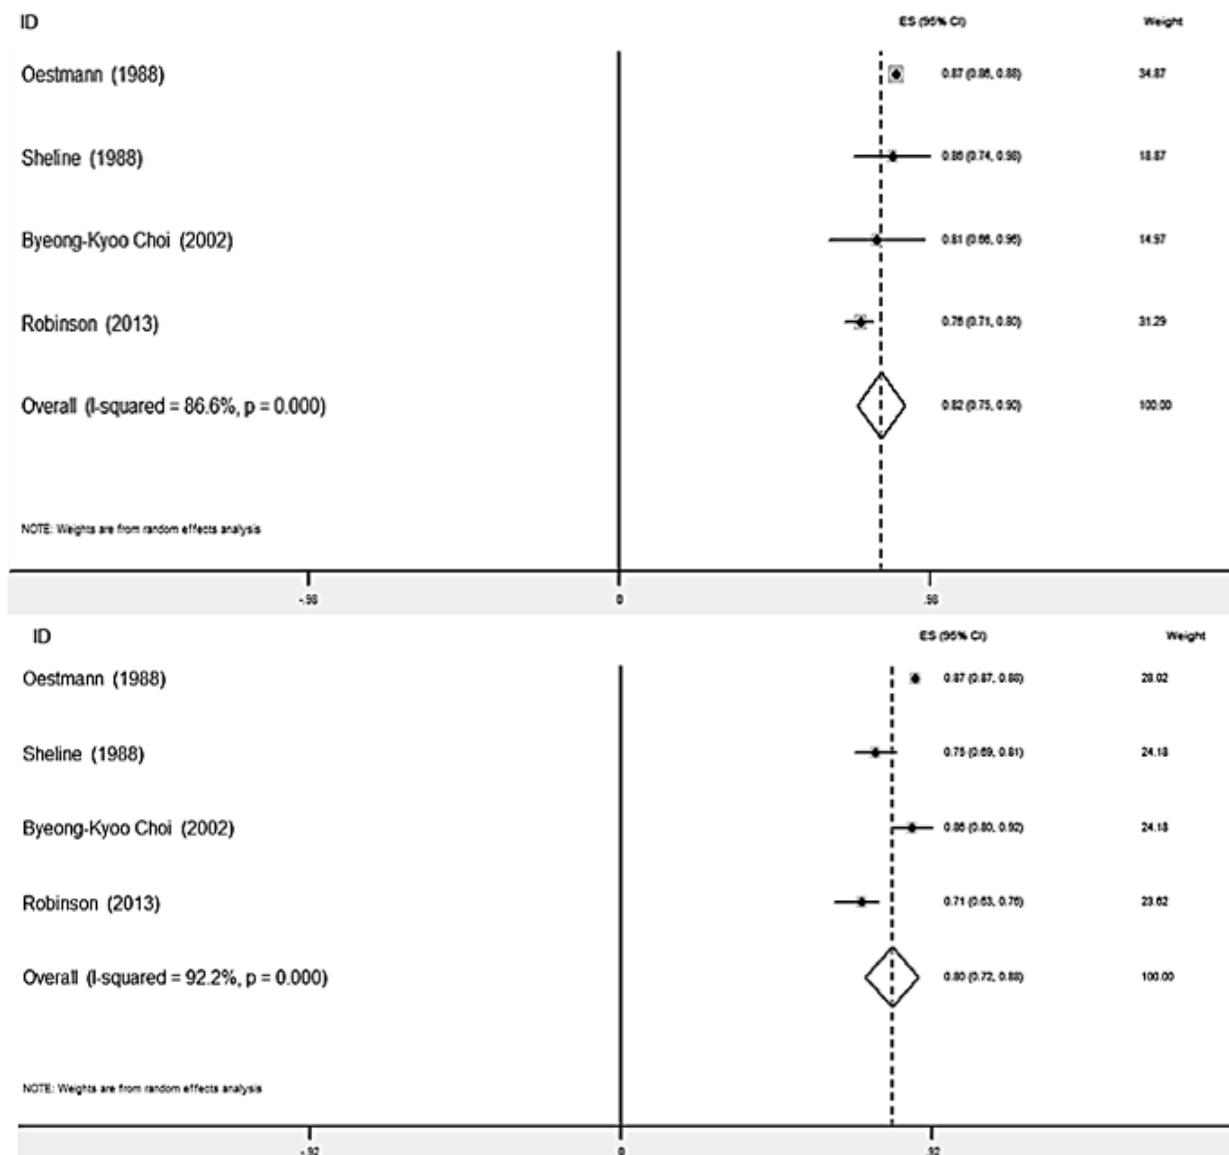 ID ES (95% CI) Weight
Oestmann (1988) 0.87 (0.86, 0.88) 34.87
Sheline (1988) 0.86 (0.74, 0.98) 18.87
Byeong-Kyoo Choi (2002) 0.81 (0.66, 0.96) 14.97
Robinson (2013) 0.76 (0.71, 0.80) 31.29
Overall (I-squared = 86.6%, p = 0.000) 0.82 (0.75, 0.90) 100.00
NOTE: Weights are from random effects analysis
-.98 0 .98
ID ES (95% CI) Weight
Oestmann (1988) 0.87 (0.87, 0.88) 28.02
Sheline (1988) 0.75 (0.69, 0.81) 24.18
Byeong-Kyoo Choi (2002) 0.86 (0.80, 0.92) 24.18
Robinson (2013) 0.71 (0.63, 0.76) 23.62
Overall (I-squared = 92.2%, p = 0.000) 0.80 (0.72, 0.88) 100.00
NOTE: Weights are from random effects analysis
-.92 0 .92